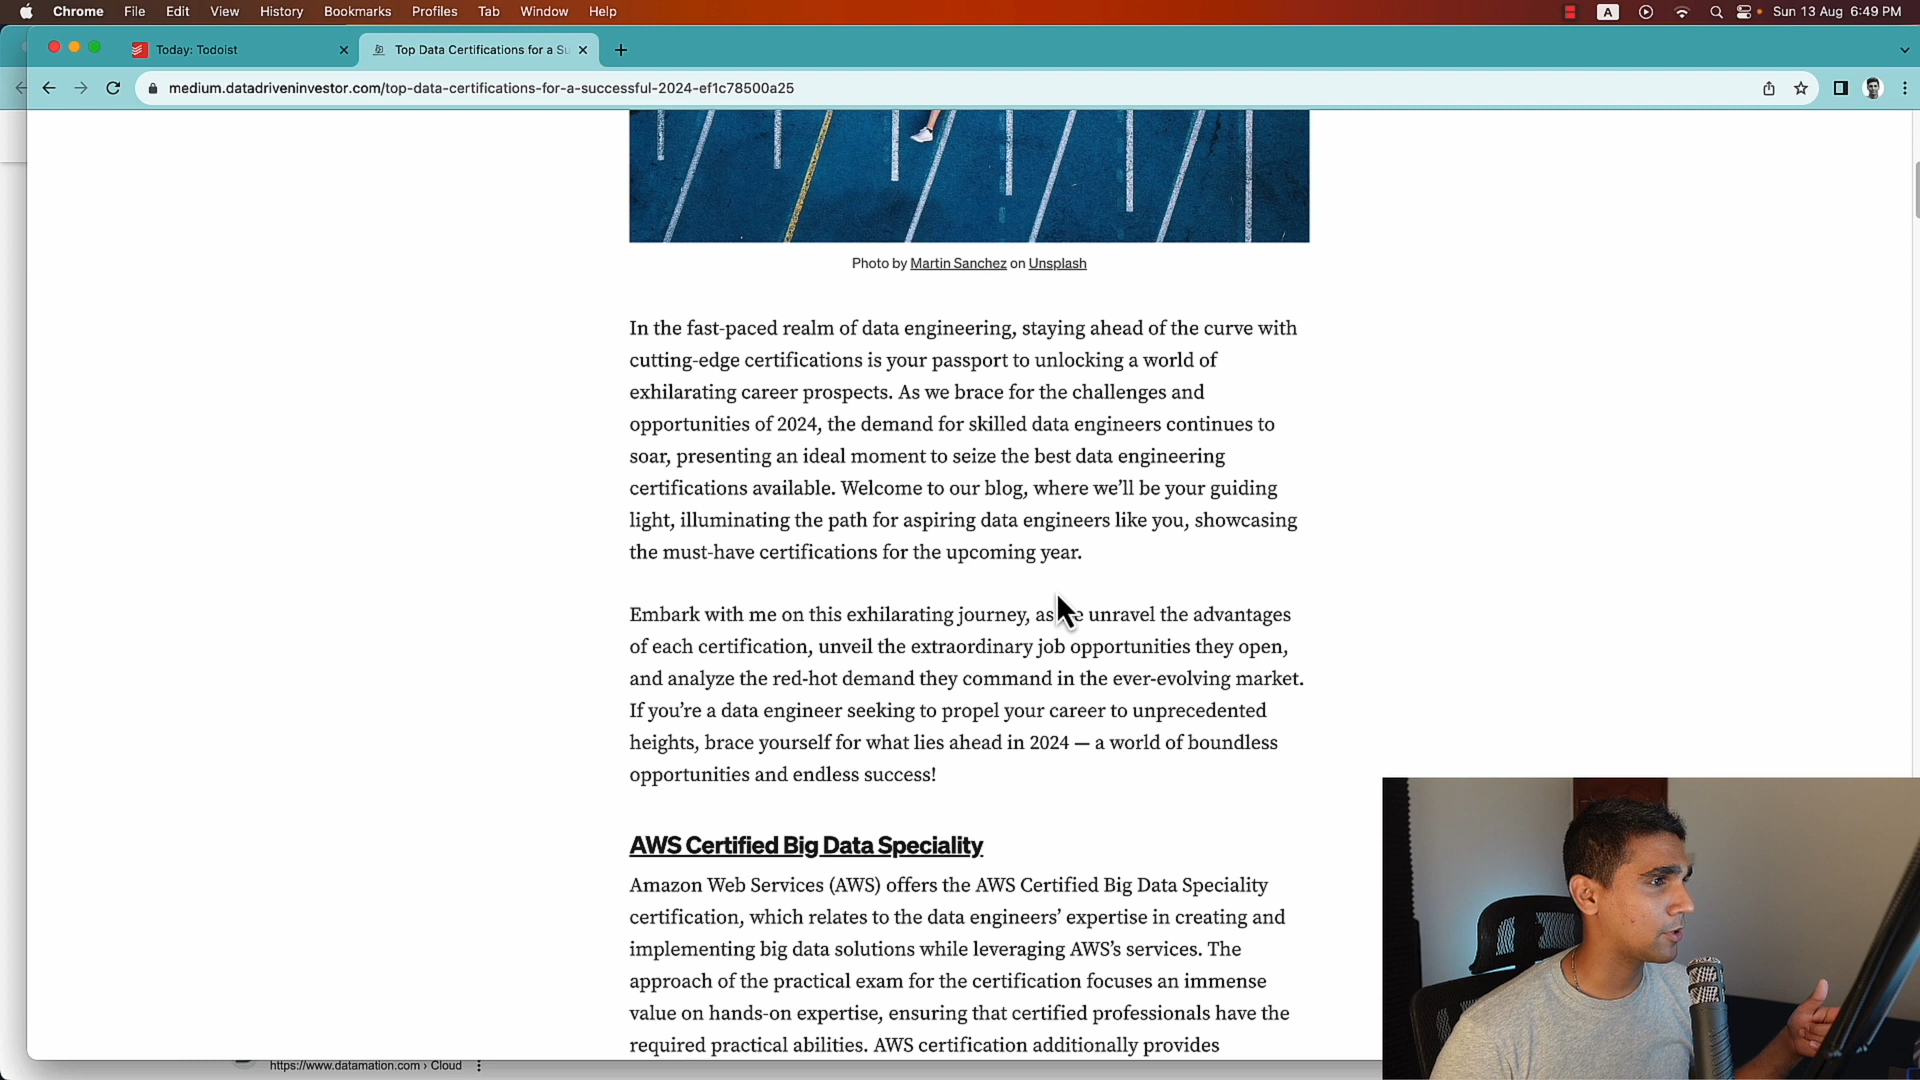 Chrome File Edit View History Bookmarks Profiles Tab Window Help A Sun 13 Aug 6:49 PM
Today: Todoist Top Data Certifications for a Su
medium.datadriveninvestor.com/top-data-certifications-for-a-successful-2024-ef1c78500a25
Photo by Martin Sanchez on Unsplash
In the fast-paced realm of data engineering, staying ahead of the curve with
cutting-edge certifications is your passport to unlocking a world of
exhilarating career prospects. As we brace for the challenges and
opportunities of 2024, the demand for skilled data engineers continues to
soar, presenting an ideal moment to seize the best data engineering
certifications available. Welcome to our blog, where we’ll be your guiding
light, illuminating the path for aspiring data engineers like you, showcasing
the must-have certifications for the upcoming year.
Embark with me on this exhilarating journey, as unravel the advantages
of each certification, unveil the extraordinary job opportunities they open,
and analyze the red-hot demand they command in the ever-evolving market.
If you’re a data engineer seeking to propel your career to unprecedented
heights, brace yourself for what lies ahead in 2024 — a world of boundless
opportunities and endless success!
AWS Certified Big Data Speciality
Amazon Web Services (AWS) offers the AWS Certified Big Data Speciality
certification, which relates to the data engineers’ expertise in creating and
implementing big data solutions while leveraging AWS’s services. The
approach of the practical exam for the certification focuses an immense
value on hands-on expertise, ensuring that certified professionals have the
required practical abilities. AWS certification additionally provides
https://www.datamation.com › Cloud